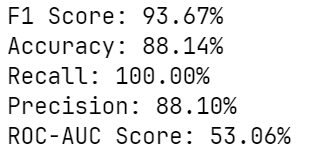 F1 Score: 93.67%
Accuracy: 88.14%
Recall: 100.00%
Precision: 88.10%
ROC-AUC Score: 53.06%